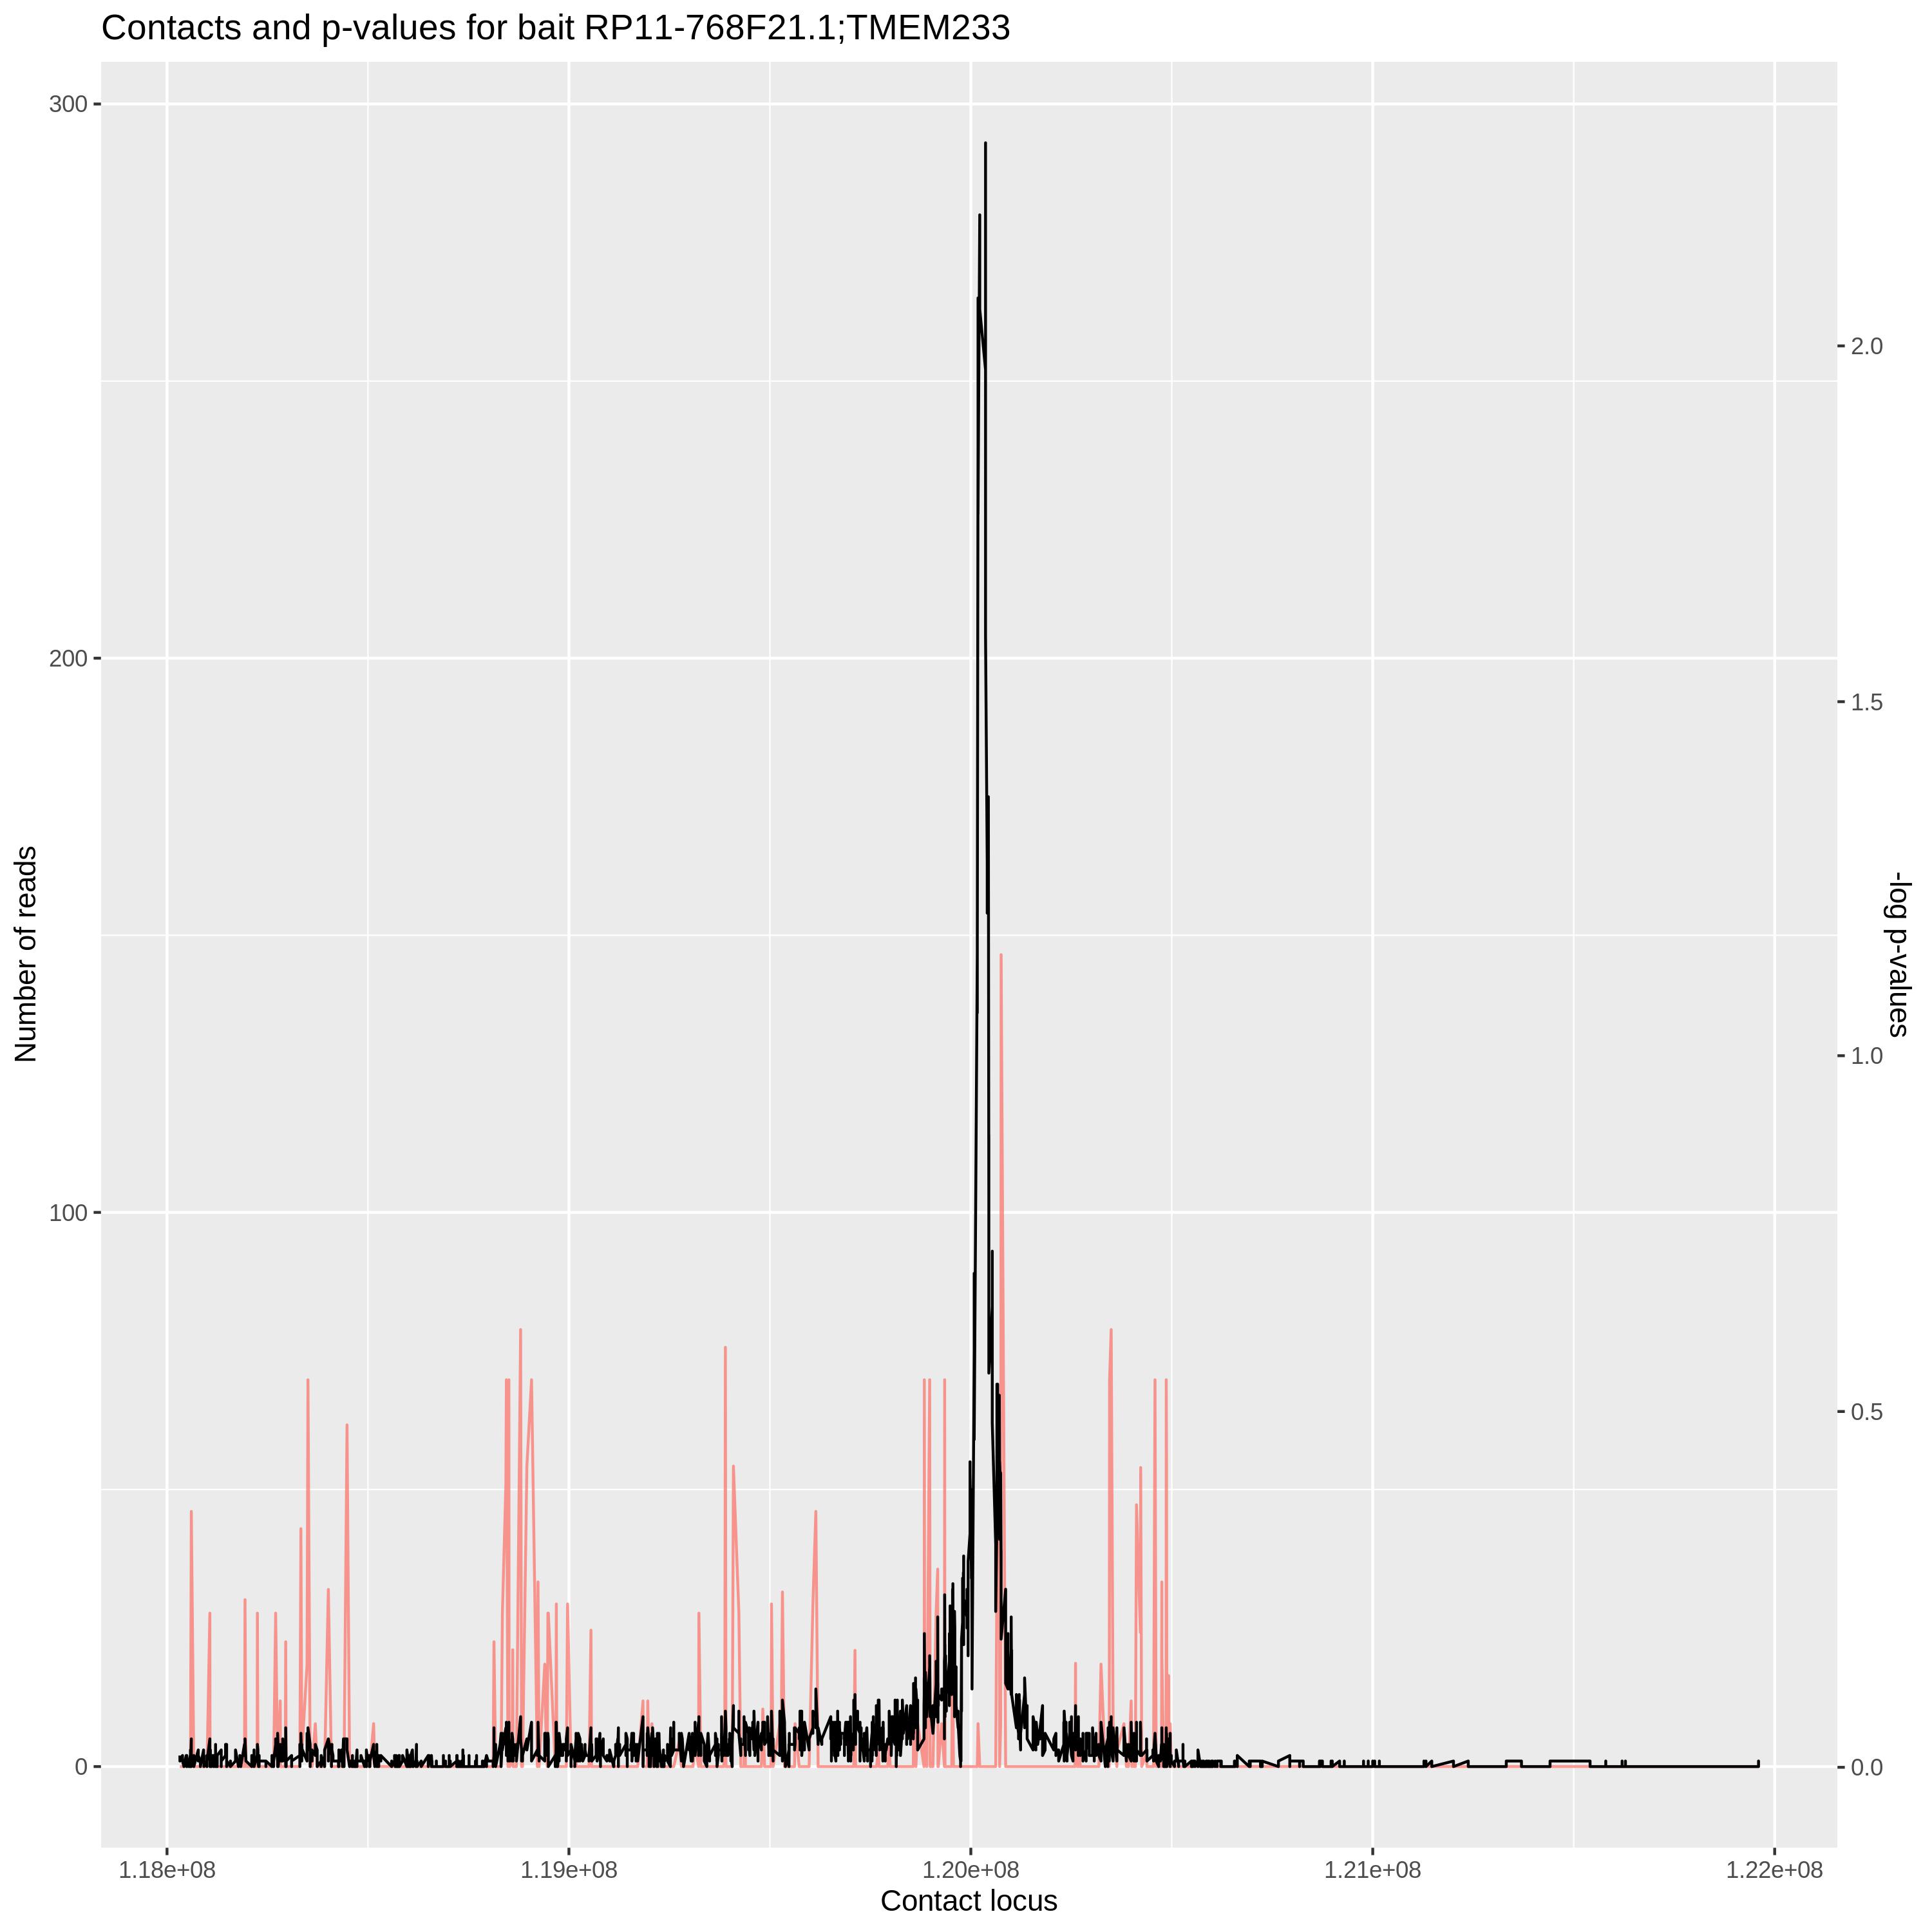 Contacts and p-values for bait RP11-768F21.1;TMEM233
300
200
100
0
Number of reads
2.0
1.5
1.0
0.5
0.0
-log p-values
1.18e+08 1.19e+08 1.20e+08 1.21e+08 1.22e+08
Contact locus